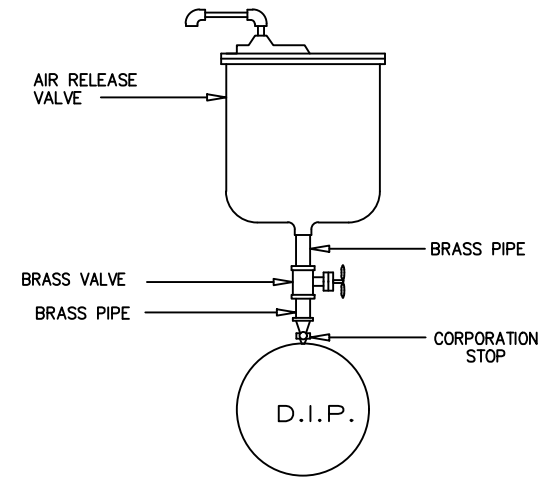 AIR RELEASE
VALVE
BRASS PIPE
BRASS VALVE
BRASS PIPE
CORPORATION
STOP
D.I.P.